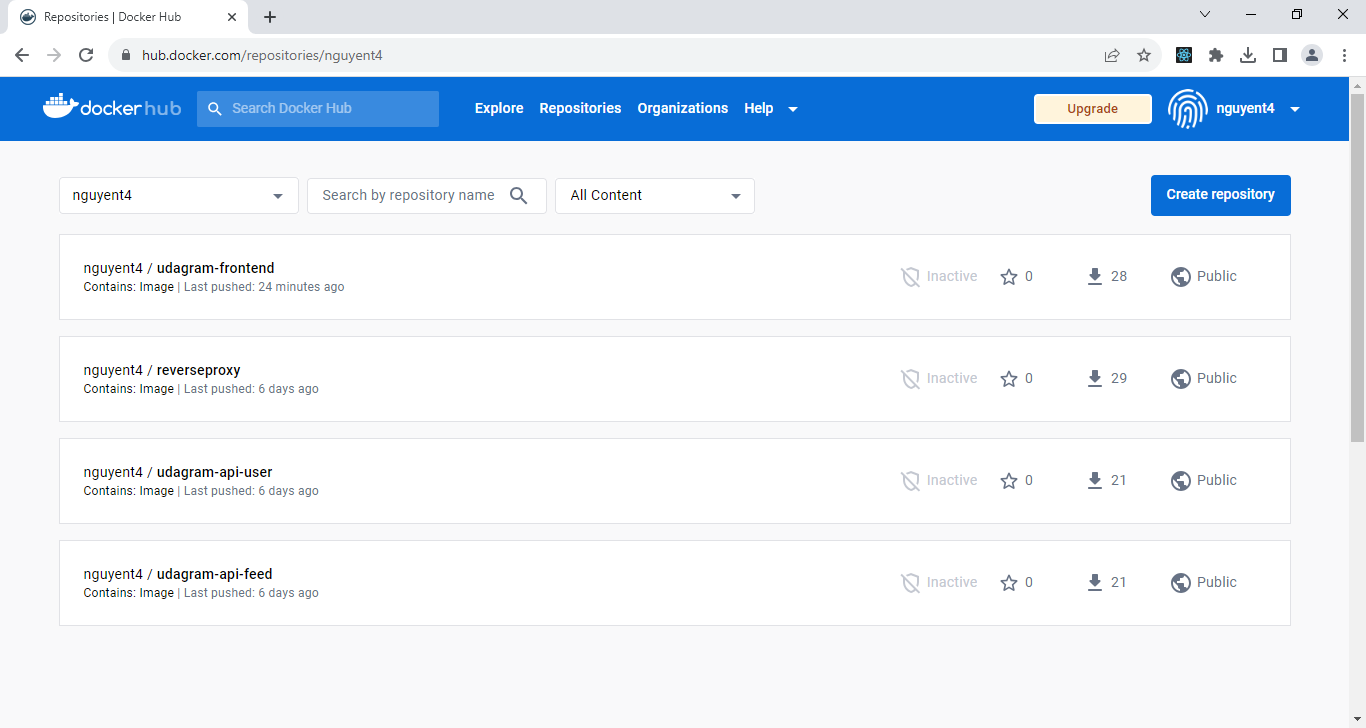 Repositories | Docker Hub
hub.docker.com/repositories/nguyent4
docker hub
Search Docker Hub
Explore Repositories Organizations Help
Upgrade
nguyent4
nguyent4
Search by repository name
All Content
Create repository
nguyent4 / udagram-frontend
Contains: Image | Last pushed: 24 minutes ago
Inactive 0 28 Public
nguyent4 / reverseproxy
Contains: Image | Last pushed: 6 days ago
Inactive 0 29 Public
nguyent4 / udagram-api-user
Contains: Image | Last pushed: 6 days ago
Inactive 0 21 Public
nguyent4 / udagram-api-feed
Contains: Image | Last pushed: 6 days ago
Inactive 0 21 Public